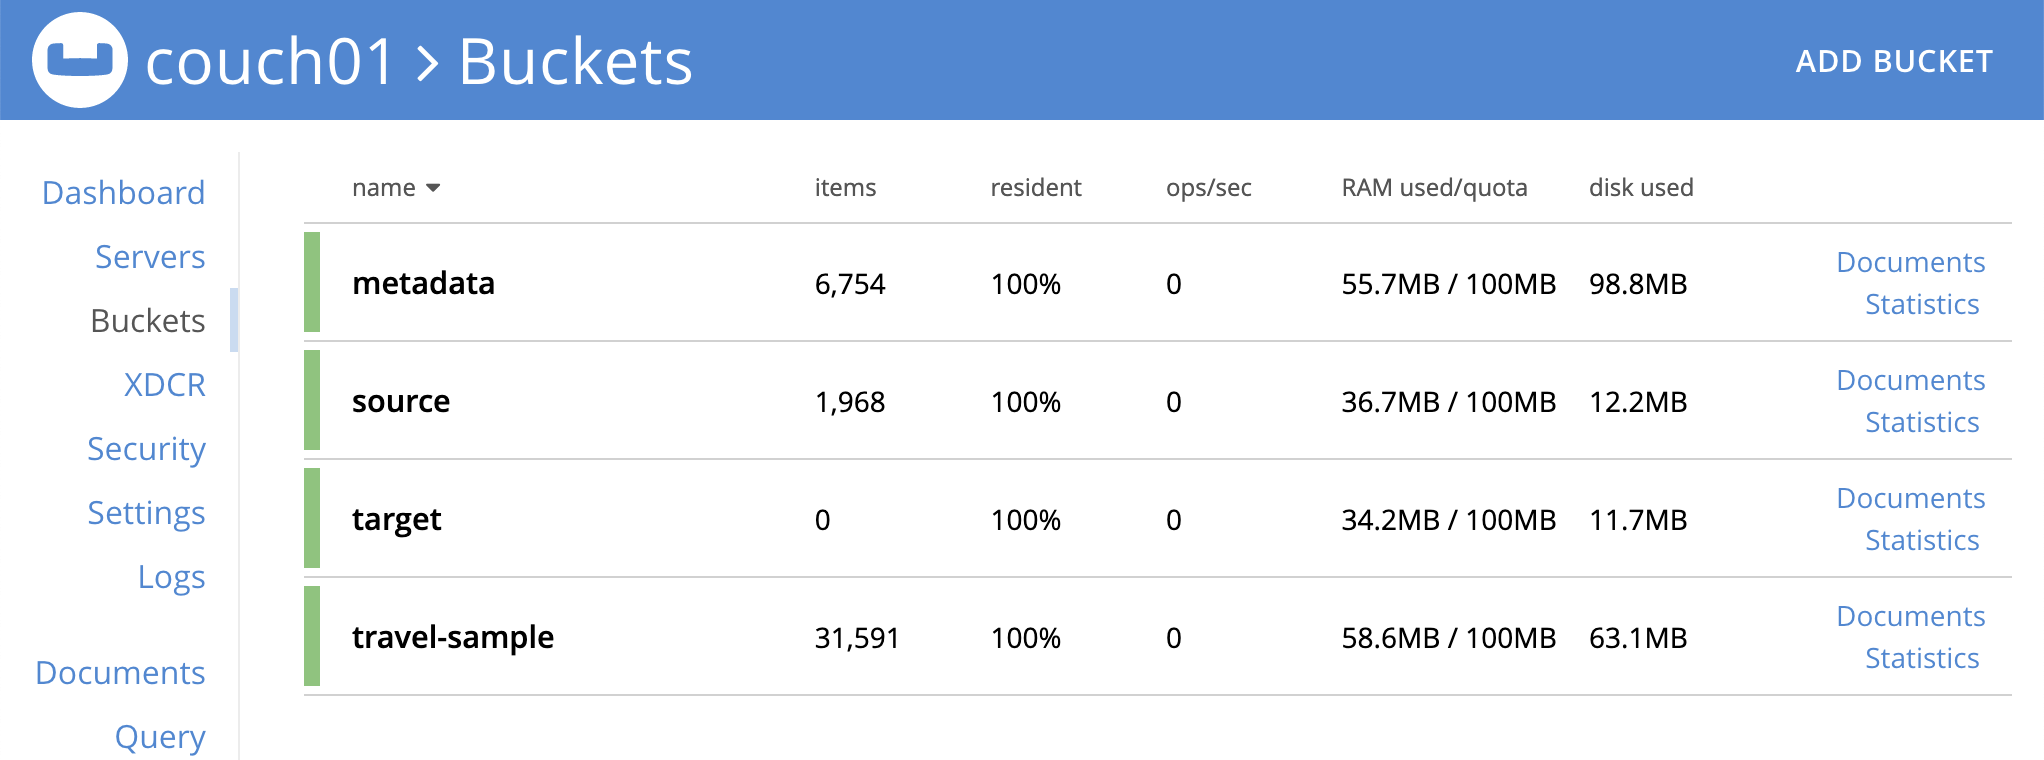 couch01 > Buckets
ADD BUCKET
Dashboard
Servers
Buckets
XDCR
Security
Settings
Logs
Documents
Query
name items resident ops/sec RAM used/quota disk used
metadata 6,754 100% 0 55.7MB / 100MB 98.8MB Documents
Statistics
source 1,968 100% 0 36.7MB / 100MB 12.2MB Documents
Statistics
target 0 100% 0 34.2MB / 100MB 11.7MB Documents
Statistics
travel-sample 31,591 100% 0 58.6MB / 100MB 63.1MB Documents
Statistics